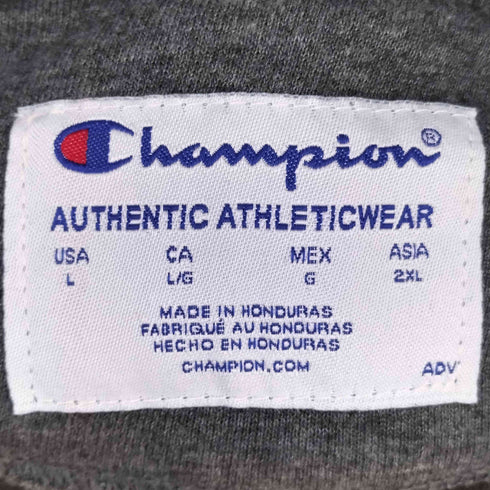 Champion®
AUTHENTIC ATHLETICWEAR
USA CA MEX ASIA
L L/G G 2XL
MADE IN HONDURAS
FABRIQUÉ AU HONDURAS
HECHO EN HONDURAS
CHAMPION.COM
ADV